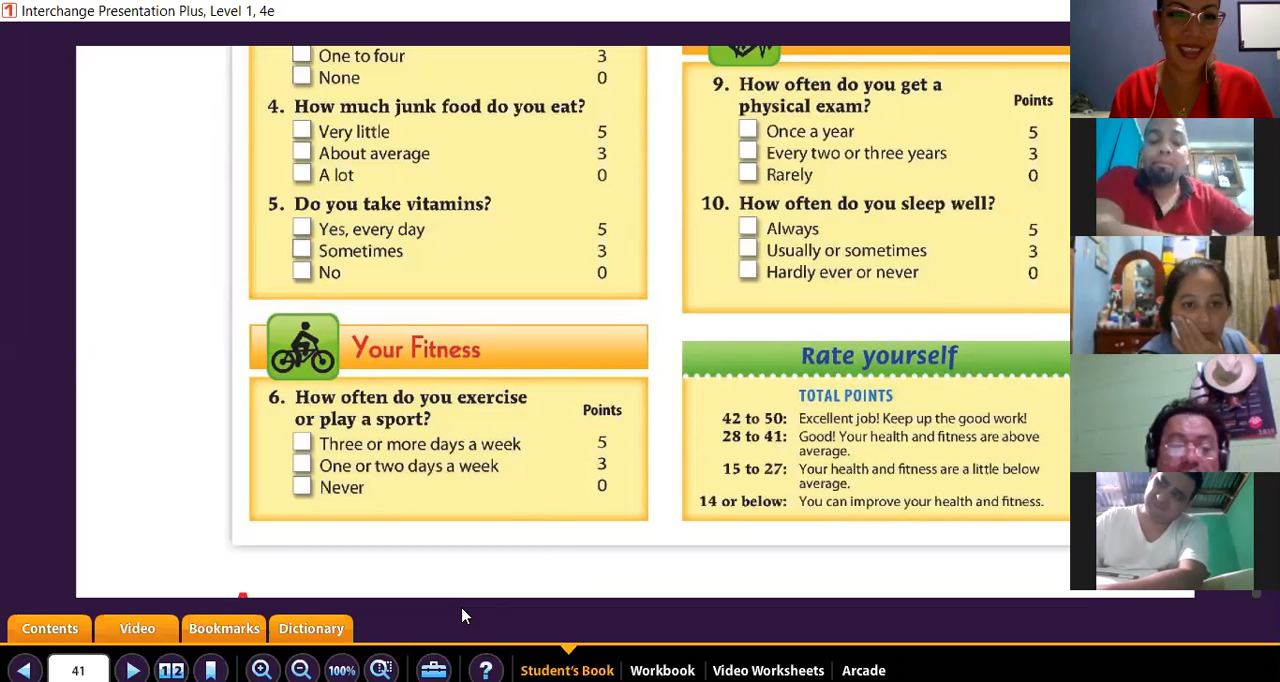 Interchange Presentation Plus, Level 1, 4e
One to four 3
None 0
4. How much junk food do you eat?
Very little 5
About average 3
A lot 0
5. Do you take vitamins?
Yes, every day 5
Sometimes 3
No 0
Your Fitness
6. How often do you exercise
or play a sport?
Points
Three or more days a week 5
One or two days a week 3
Never 0
9. How often do you get a
physical exam?
Points
Once a year 5
Every two or three years 3
Rarely 0
10. How often do you sleep well?
Always 5
Usually or sometimes 3
Hardly ever or never 0
Rate yourself
TOTAL POINTS
42 to 50: Excellent job! Keep up the good work!
28 to 41: Good! Your health and fitness are above
average.
15 to 27: Your health and fitness are a little below
average.
14 or below: You can improve your health and fitness.
Contents Video Bookmarks Dictionary
41 12 100% ? Student's Book Workbook Video Worksheets Arcade